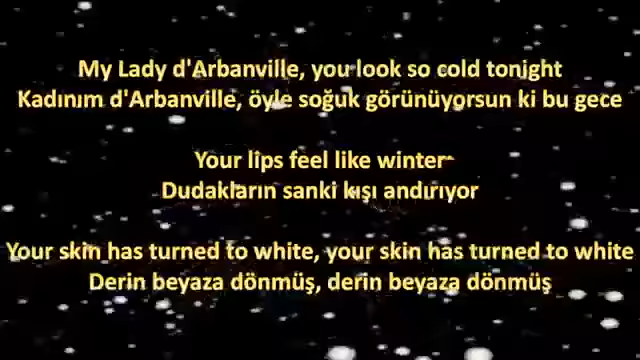 My Lady d'Arbanville, you look so cold tonight
Kadınım d'Arbanville, öyle soğuk görünüyorsun ki bu gece
Your lips feel like winter
Dudakların sanki kışı andırıyor
Your skin has turned to white, your skin has turned to white
Derin beyaza dönmüş, derin beyaza dönmüş